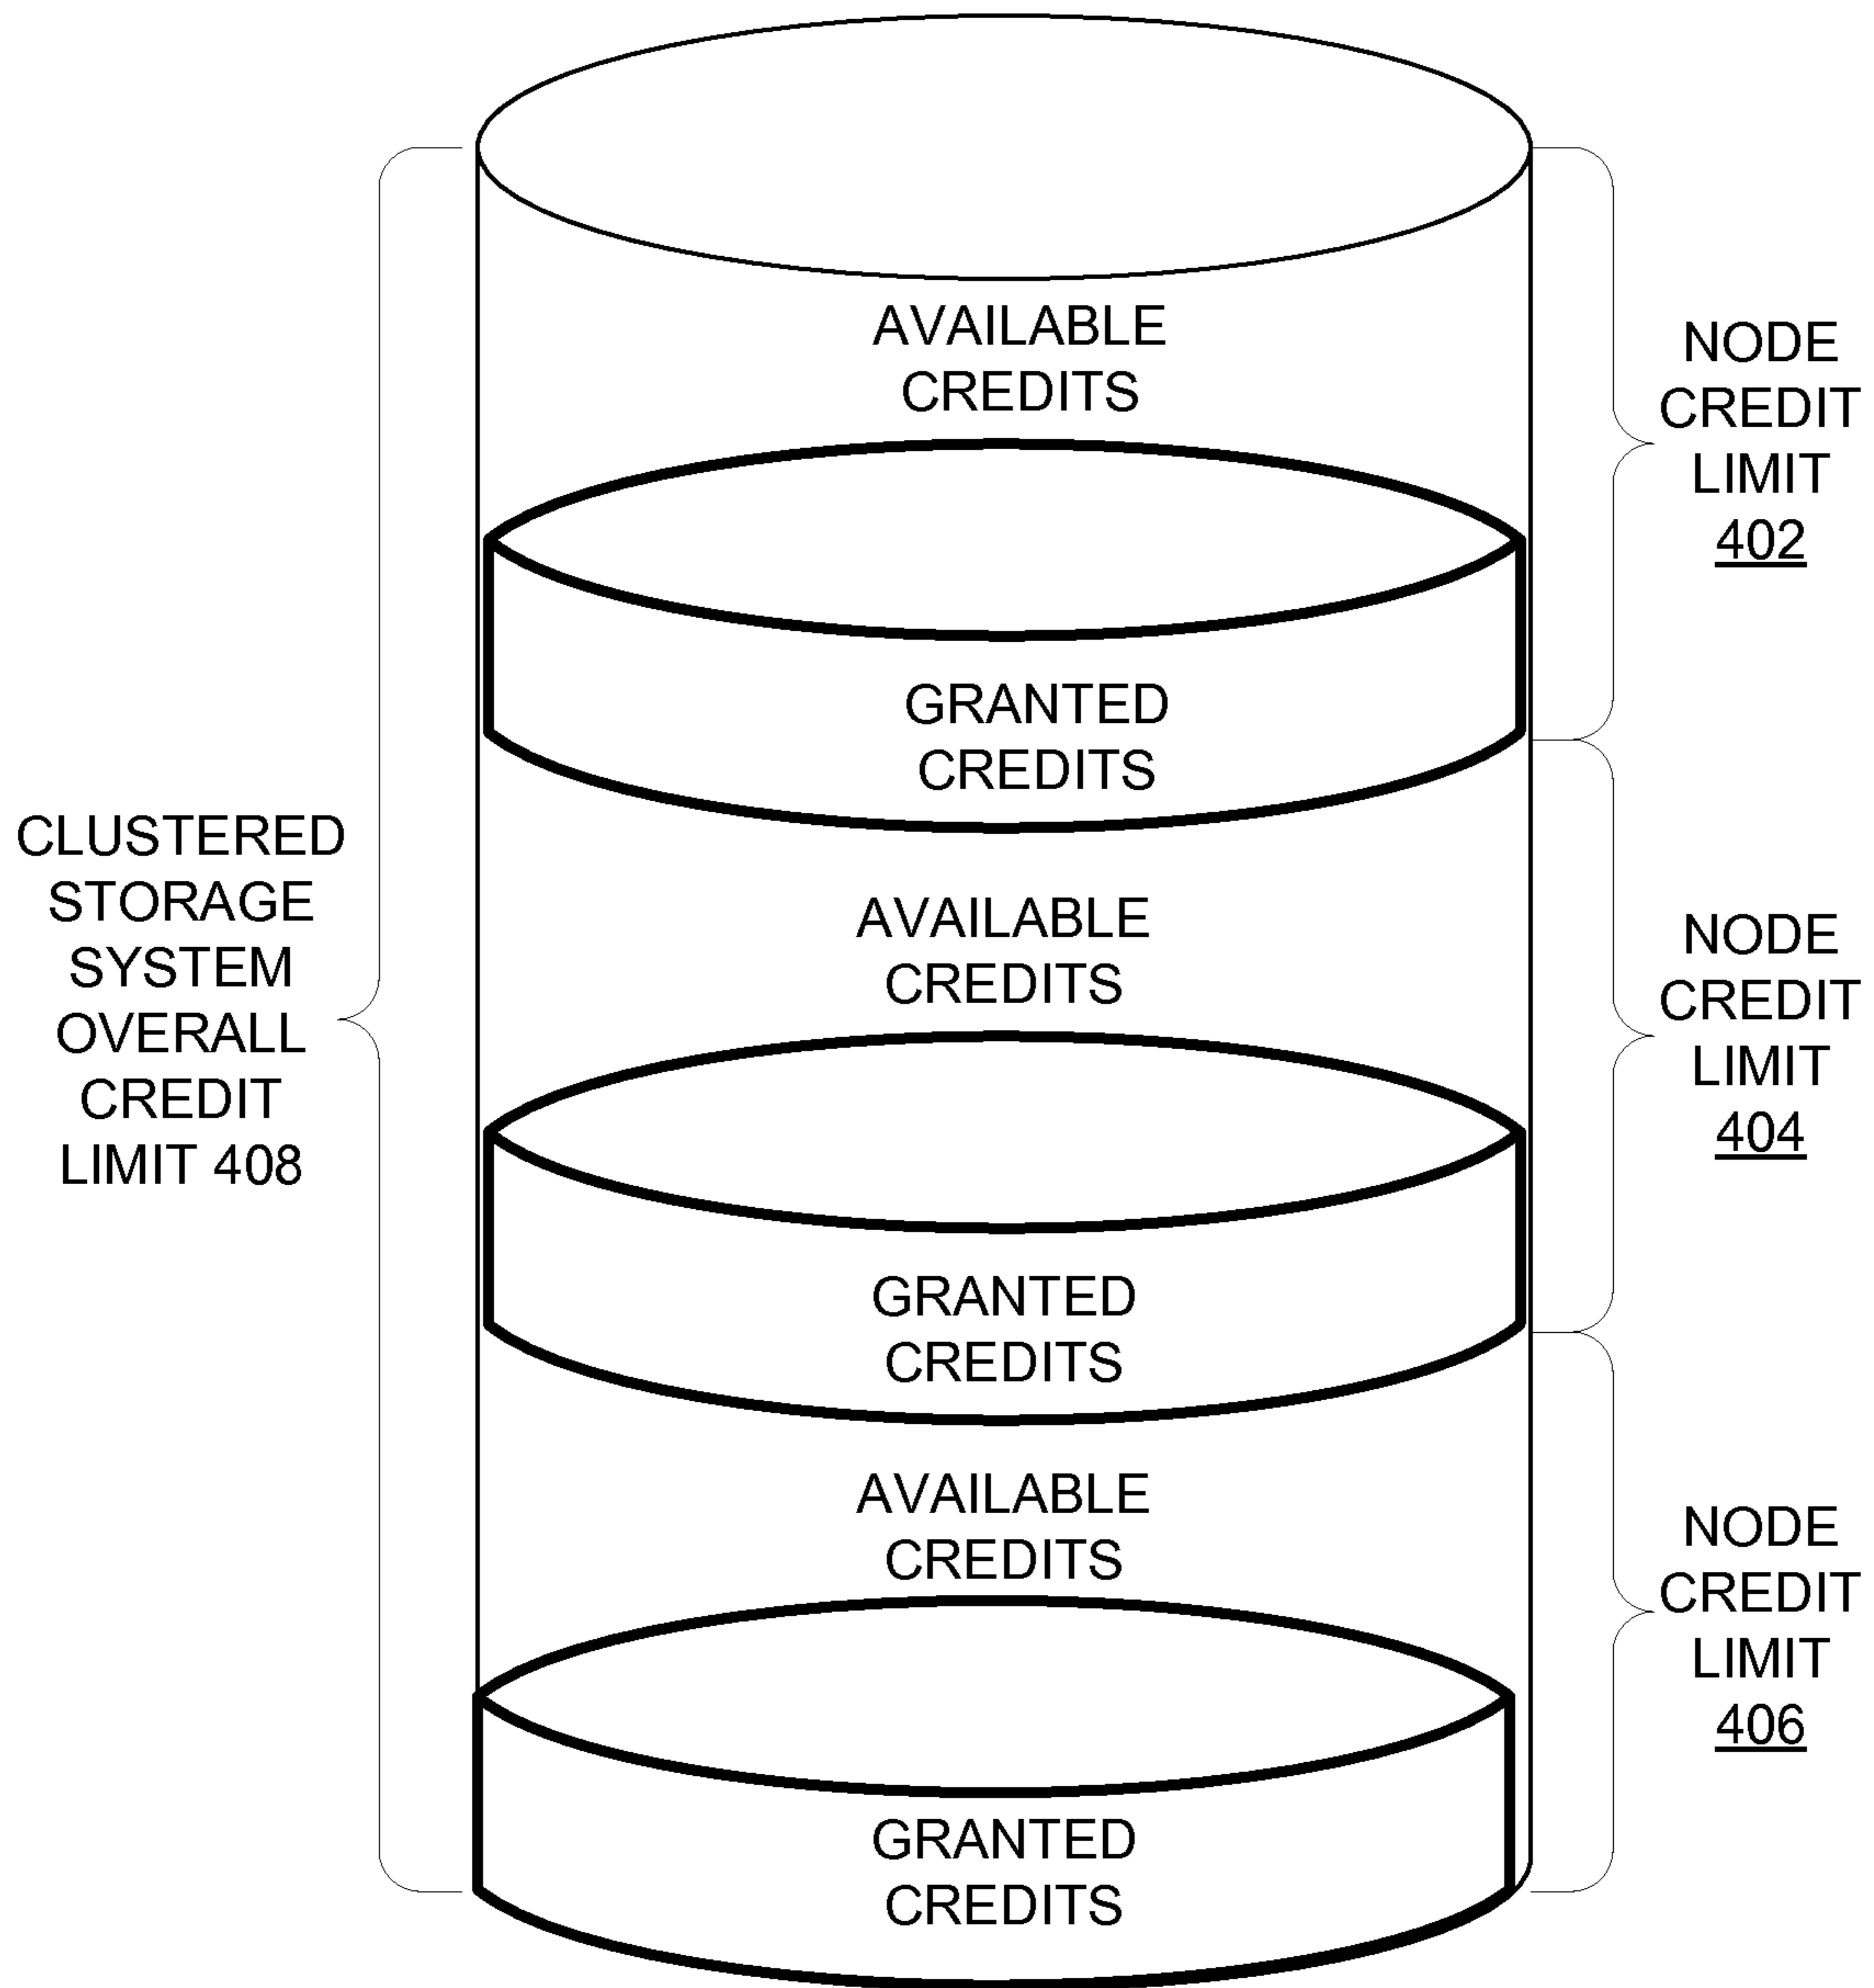 AVAILABLE
CREDITS
NODE
CREDIT
LIMIT
402
GRANTED
CREDITS
CLUSTERED
STORAGE
SYSTEM
OVERALL
CREDIT
LIMIT 408
AVAILABLE
CREDITS
NODE
CREDIT
LIMIT
404
GRANTED
CREDITS
AVAILABLE
CREDITS
NODE
CREDIT
LIMIT
406
GRANTED
CREDITS